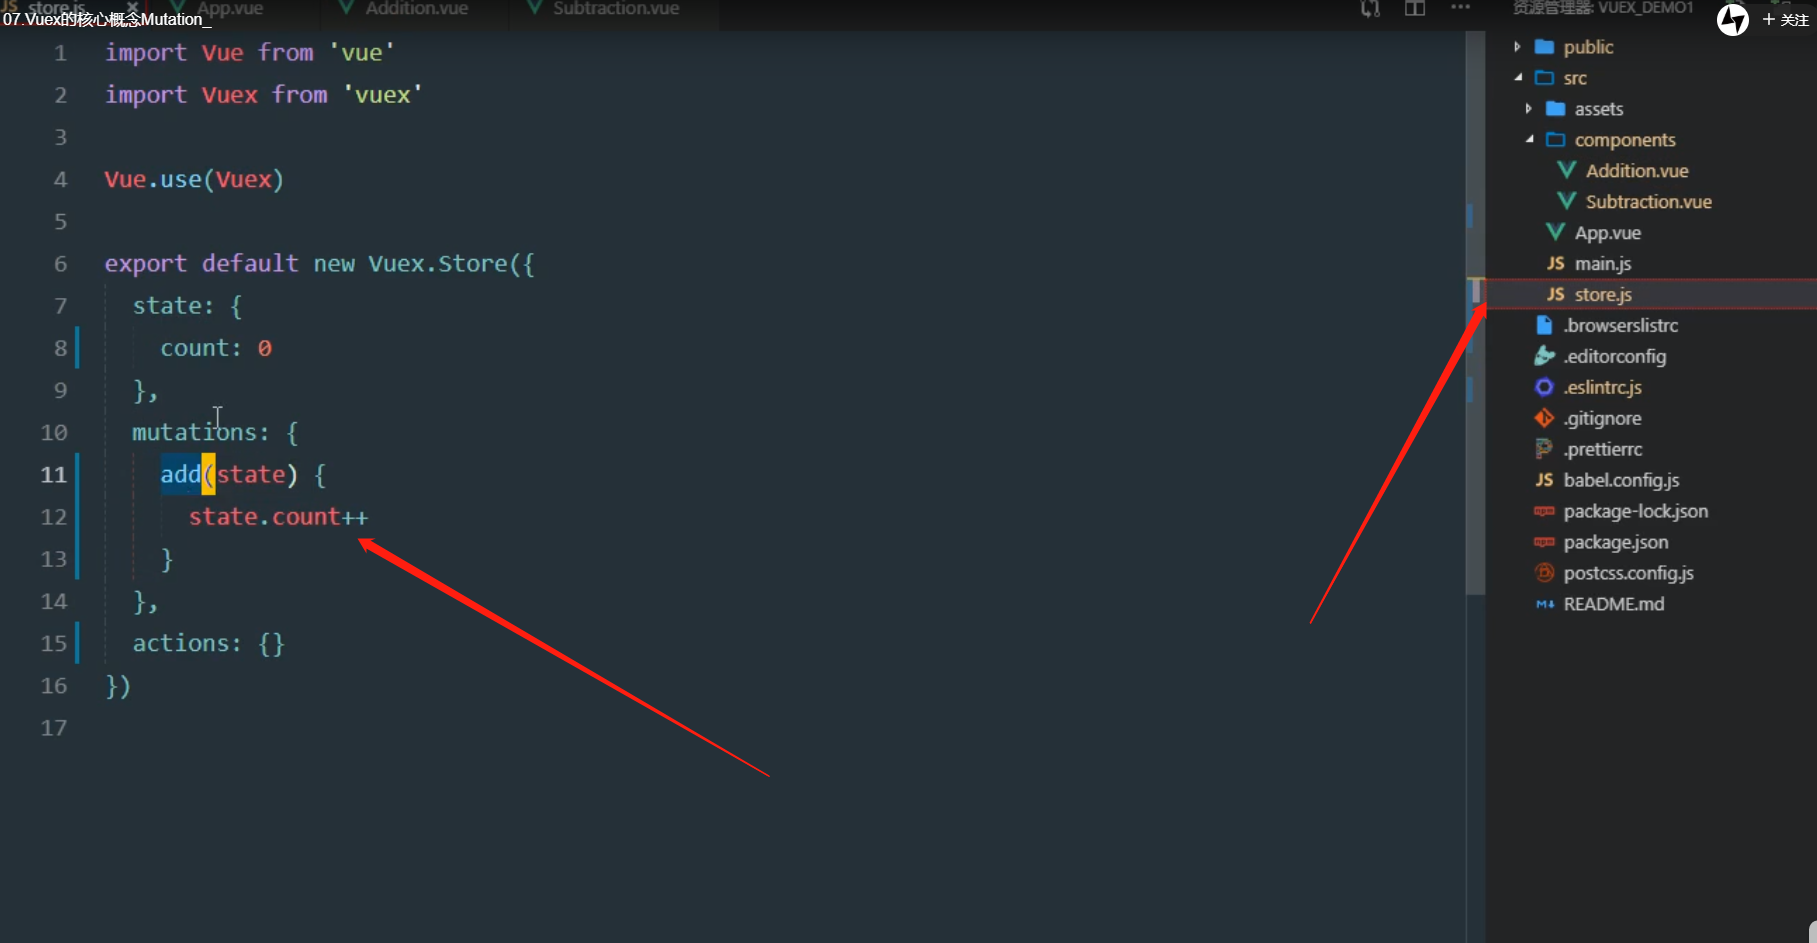 store.js App.vue Addition.vue Subtraction.vue
07.Vuex的核心概念Mutation_
资源管理器: VUEX_DEMO1
+ 关注
1 import Vue from 'vue'
2 import Vuex from 'vuex'
3
4 Vue.use(Vuex)
5
6 export default new Vuex.Store({
7 state: {
8 count: 0
9 },
10 mutations: {
11 add(state) {
12 state.count++
13 }
14 },
15 actions: {}
16 })
17
public
src
assets
components
Addition.vue
Subtraction.vue
App.vue
JS main.js
JS store.js
.browserslistrc
.editorconfig
.eslintrc.js
.gitignore
.prettierrc
JS babel.config.js
package-lock.json
package.json
postcss.config.js
README.md